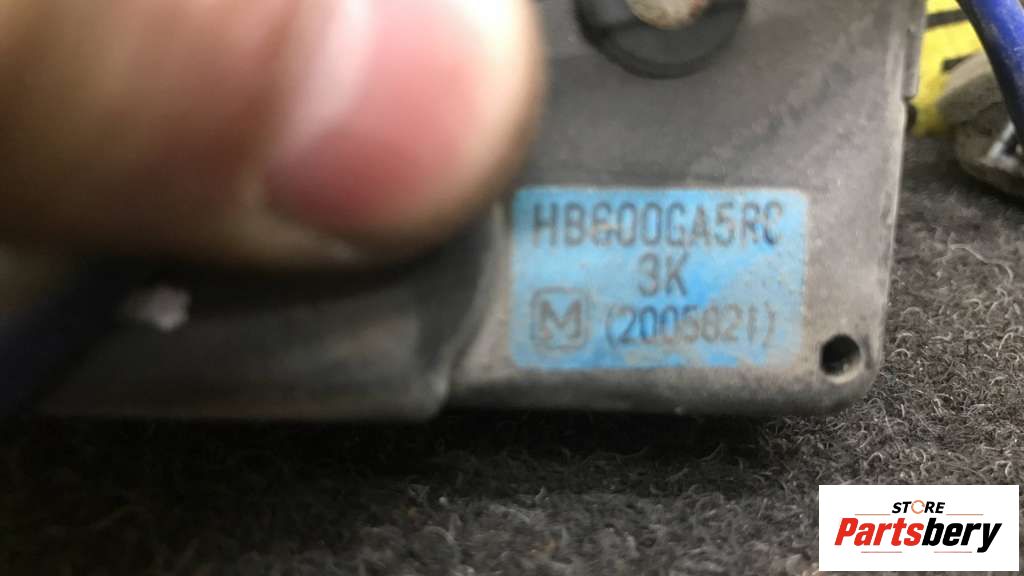 HB600GA5RC
3K
M (2005821)
STORE
Partsbery